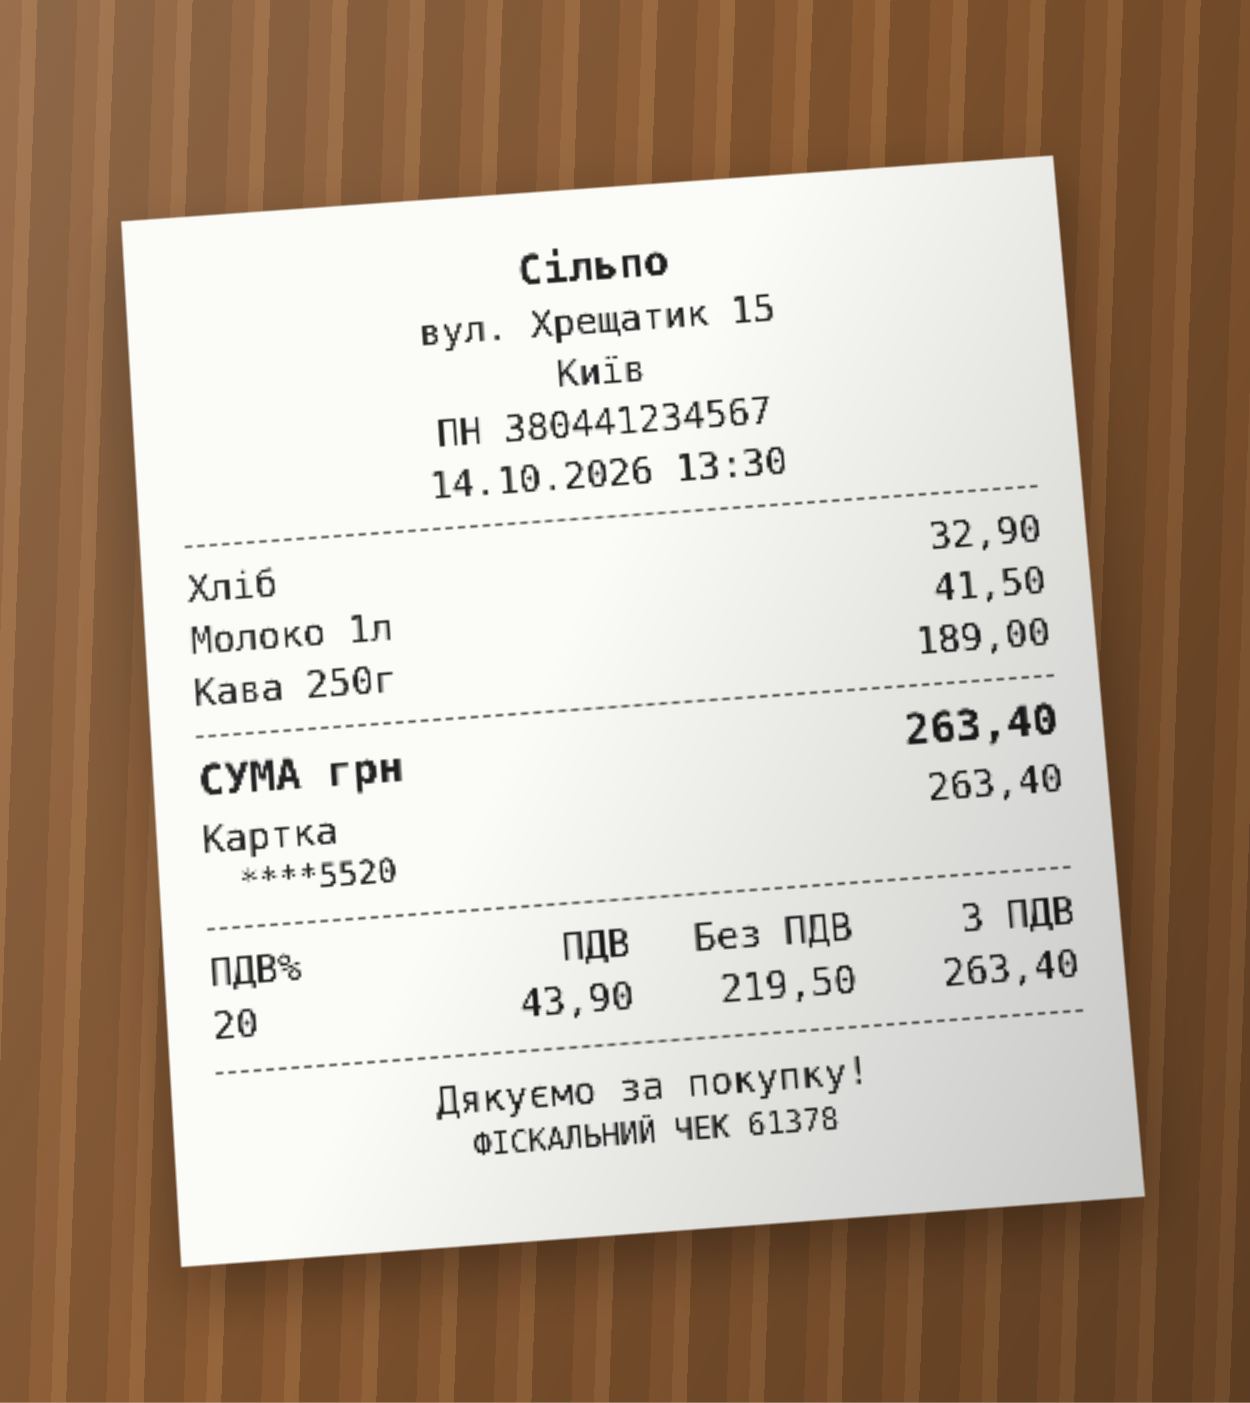 Сільпо
вул. Хрещатик 15
Київ
ПН 380441234567
14.10.2026 13:30
Хліб 32,90
Молоко 1л 41,50
Кава 250г 189,00
СУМА грн 263,40
Картка 263,40
****5520
ПДВ% ПДВ Без ПДВ З ПДВ
20 43,90 219,50 263,40
Дякуємо за покупку!
ФІСКАЛЬНИЙ ЧЕК 61378